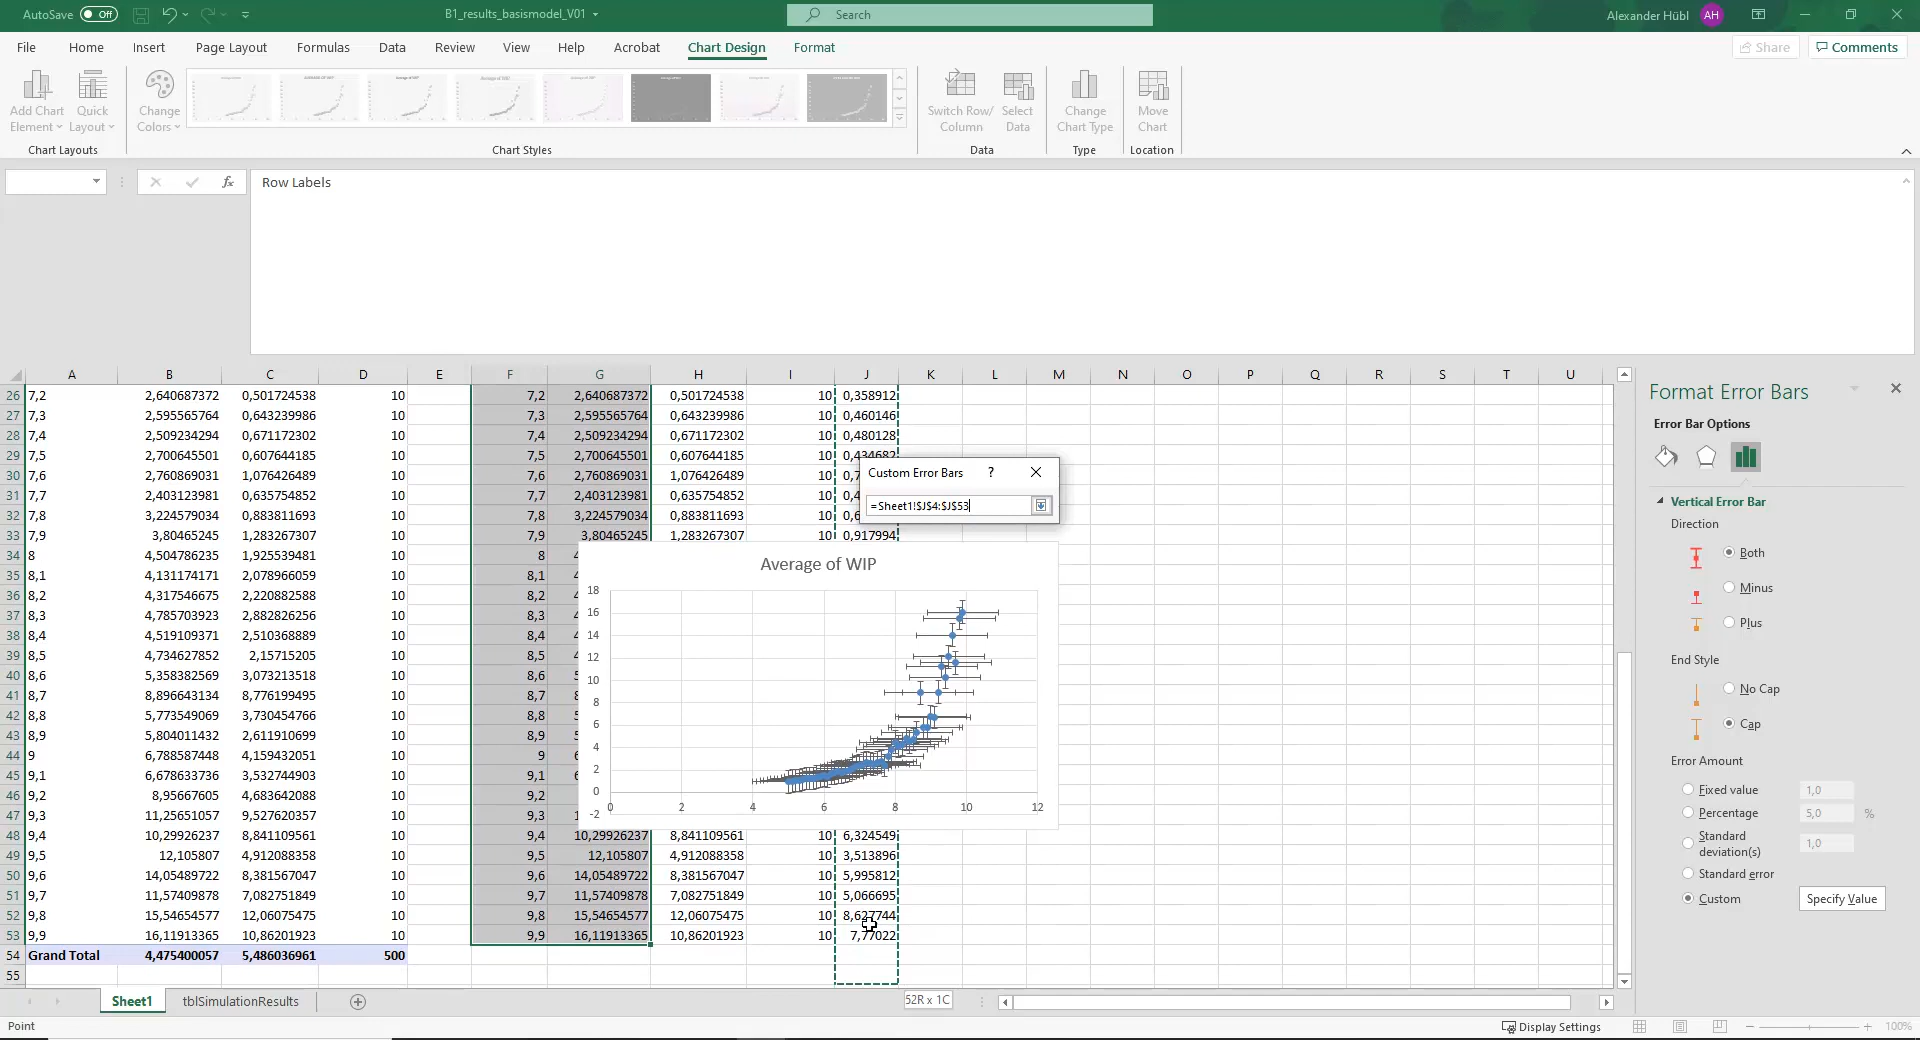 AutoSave Off
B1_results_basismodel_V01
Search
Alexander Hübl AH
File Home Insert Page Layout Formulas Data Review View Help Acrobat Chart Design Format
Share Comments
Add Chart Element
Quick Layout
Change Colors
Switch Row/ Column
Select Data
Change Chart Type
Move Chart
Chart Layouts Chart Styles Data Type Location
fx Row Labels
A B C D E F G H I J K L M N O P Q R S T U
26 7,2 2,640687372 0,501724538 10 7,2 2,640687372 0,501724538 10 0,358912
27 7,3 2,595565764 0,643239986 10 7,3 2,595565764 0,643239986 10 0,460146
28 7,4 2,509234294 0,671172302 10 7,4 2,509234294 0,671172302 10 0,480128
29 7,5 2,700645501 0,607644185 10 7,5 2,700645501 0,607644185 10 0,434682
30 7,6 2,760869031 1,076426489 10 7,6 2,760869031 1,076426489 10
31 7,7 2,403123981 0,635754852 10 7,7 2,403123981 0,635754852 10
32 7,8 3,224579034 0,883811693 10 7,8 3,224579034 0,883811693 10
33 7,9 3,80465245 1,283267307 10 7,9 3,80465245 1,283267307 10 0,917994
34 8 4,504786235 1,925539481 10 8
35 8,1 4,131174171 2,078966059 10 8,1
36 8,2 4,317546675 2,220882588 10 8,2
37 8,3 4,785703923 2,882826256 10 8,3
38 8,4 4,519109371 2,510368889 10 8,4
39 8,5 4,734627852 2,15715205 10 8,5
40 8,6 5,358382569 3,073213518 10 8,6
41 8,7 8,896643134 8,776199495 10 8,7
42 8,8 5,773549069 3,730454766 10 8,8
43 8,9 5,804011432 2,611910699 10 8,9
44 9 6,788587448 4,159432051 10 9
45 9,1 6,678633736 3,532744903 10 9,1
46 9,2 8,95667605 4,683642088 10 9,2
47 9,3 11,25651057 9,527620357 10 9,3
48 9,4 10,29926237 8,841109561 10 9,4 10,29926237 8,841109561 10 6,324549
49 9,5 12,105807 4,912088358 10 9,5 12,105807 4,912088358 10 3,513896
50 9,6 14,05489722 8,381567047 10 9,6 14,05489722 8,381567047 10 5,995812
51 9,7 11,57409878 7,082751849 10 9,7 11,57409878 7,082751849 10 5,066695
52 9,8 15,54654577 12,06075475 10 9,8 15,54654577 12,06075475 10 8,627744
53 9,9 16,11913365 10,86201923 10 9,9 16,11913365 10,86201923 10 7,77022
54 Grand Total 4,475400057 5,486036961 500
55
Custom Error Bars ?
=Sheet1!$J$4:$J$53
Average of WIP
18
16
14
12
10
8
6
4
2
0
-2
0 2 4 6 8 10 12
Format Error Bars
Error Bar Options
Vertical Error Bar
Direction
Both
Minus
Plus
End Style
No Cap
Cap
Error Amount
Fixed value 1,0
Percentage 5,0 %
Standard deviation(s) 1,0
Standard error
Custom Specify Value
Sheet1 tblSimulationResults
52R x 1C
Point
Display Settings
100%